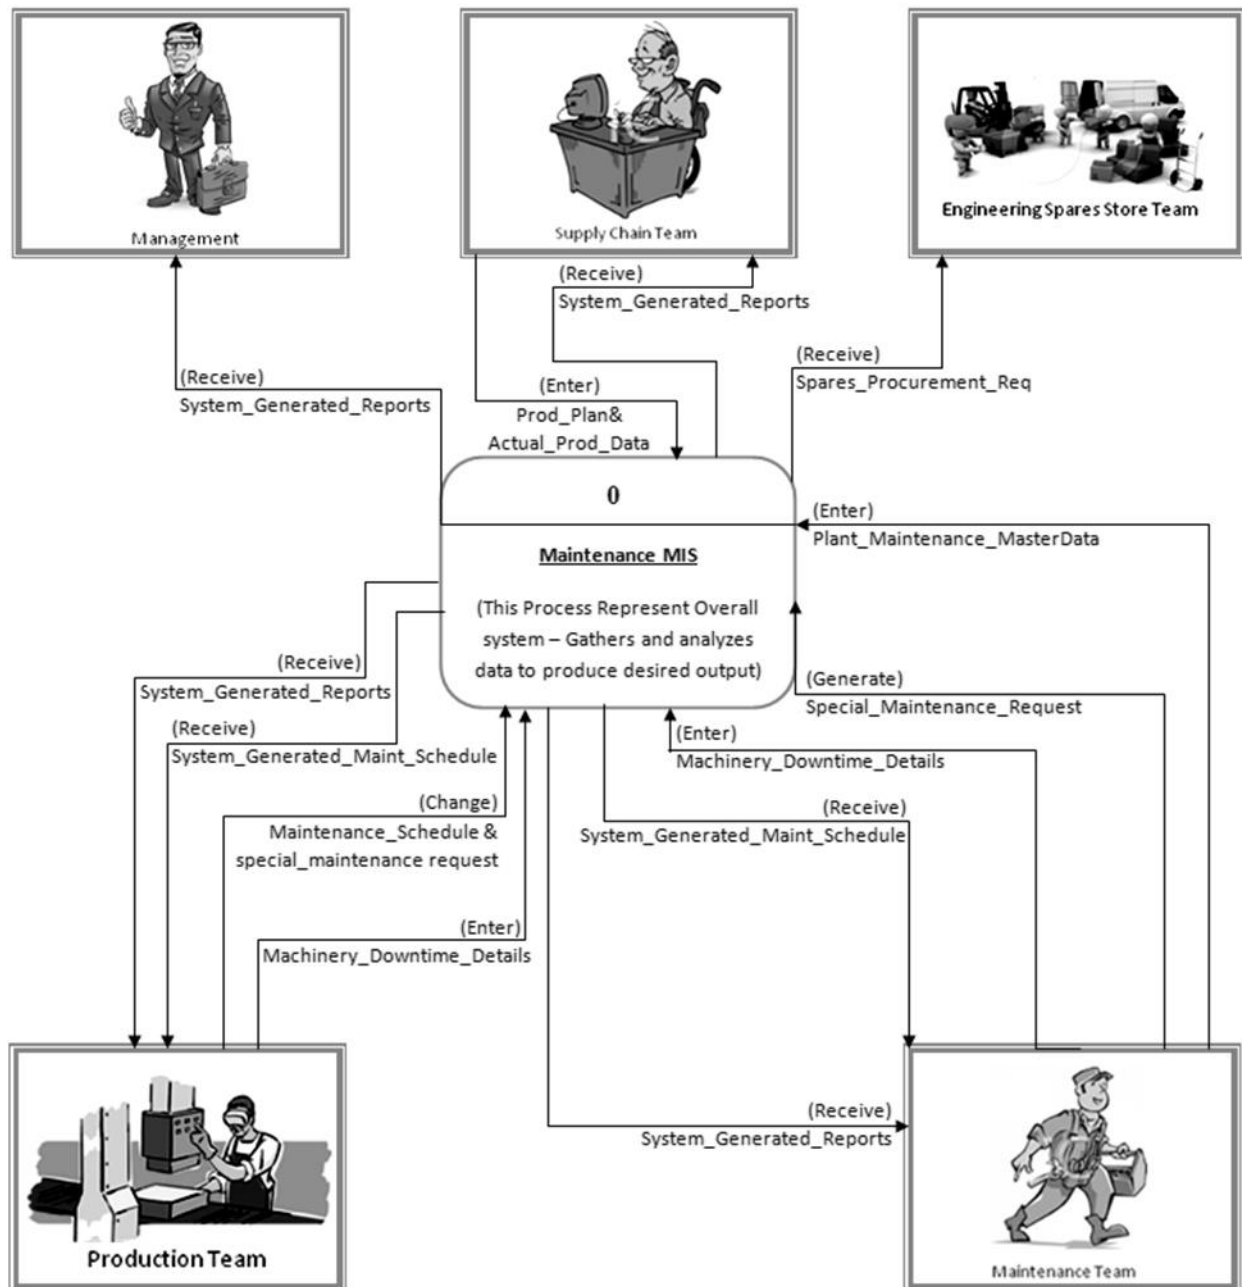 Management
Supply Chain Team
Engineering Spares Store Team
(Receive)
System_Generated_Reports
(Receive)
System_Generated_Reports
(Enter)
Prod_Plan&
Actual_Prod_Data
(Receive)
Spares_Procurement_Req
0
Maintenance MIS
(This Process Represent Overall
system – Gathers and analyzes
data to produce desired output)
(Enter)
Plant_Maintenance_MasterData
(Receive)
System_Generated_Reports
(Receive)
System_Generated_Maint_Schedule
(Generate)
Special_Maintenance_Request
(Enter)
Machinery_Downtime_Details
(Change)
Maintenance_Schedule &
special_maintenance request
(Receive)
System_Generated_Maint_Schedule
(Enter)
Machinery_Downtime_Details
(Receive)
System_Generated_Reports
Production Team
Maintenance Team